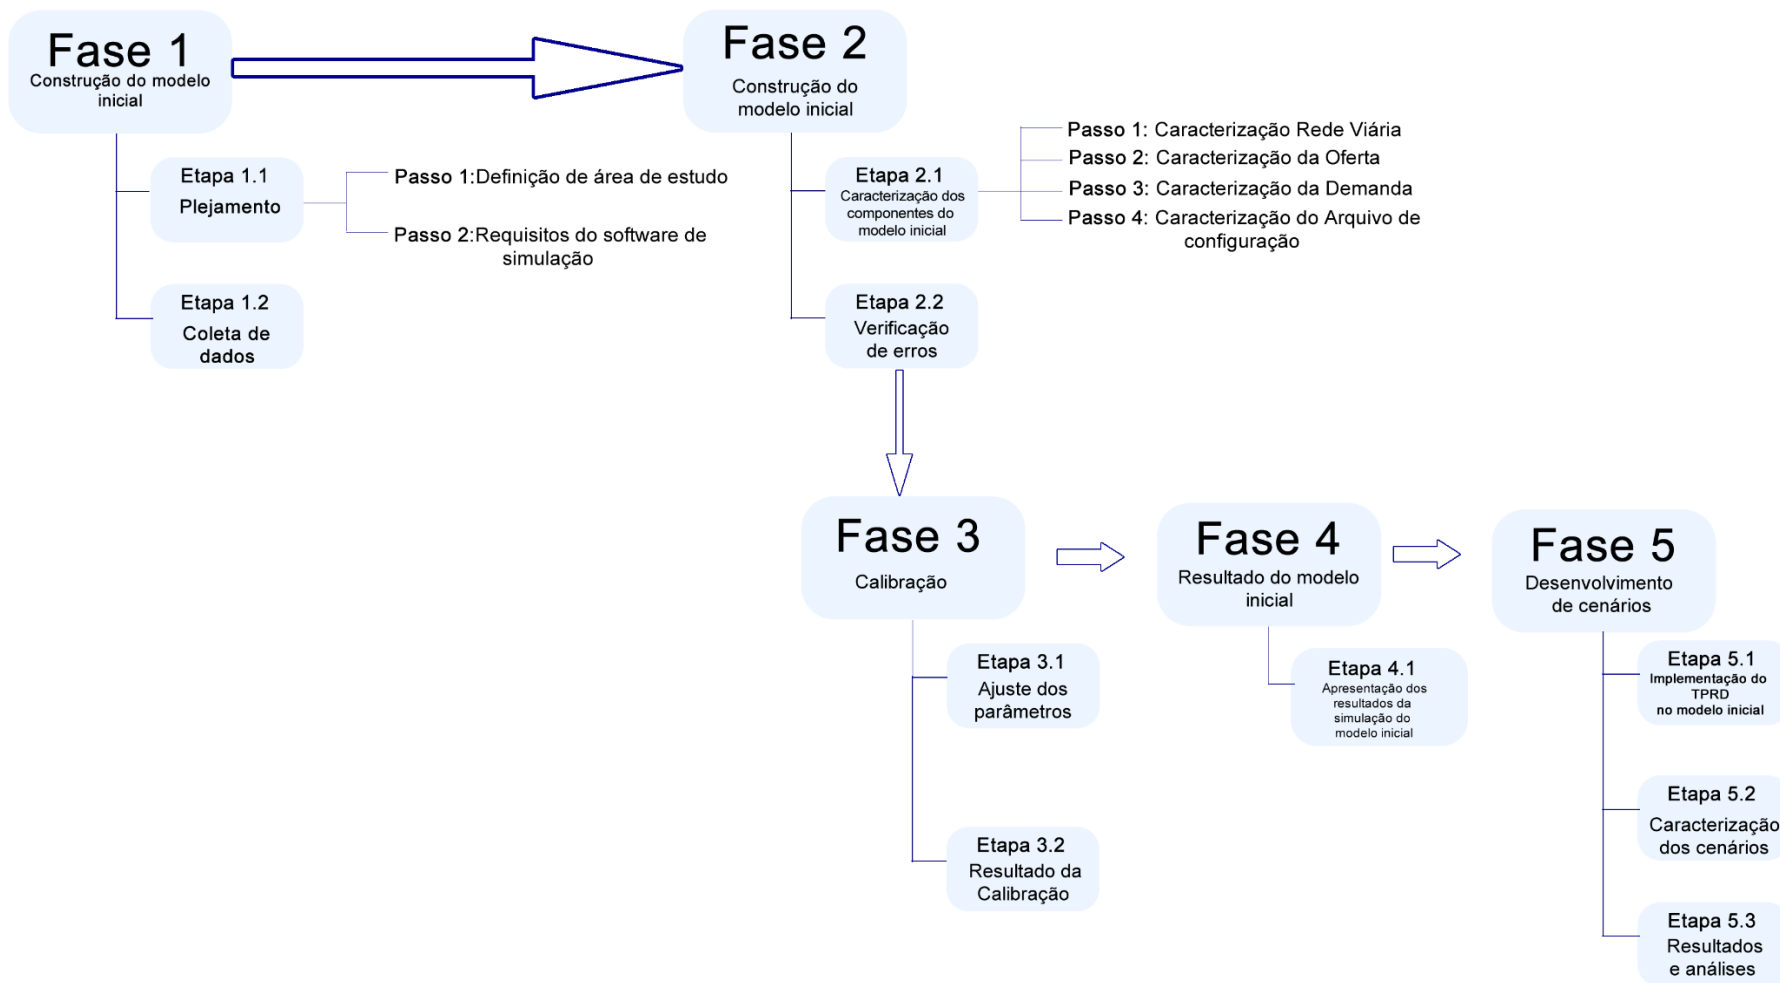 Fase 1
Construção do modelo
inicial
Etapa 1.1
Plejamento
Passo 1:Definição de área de estudo
Passo 2:Requisitos do software de
simulação
Etapa 1.2
Coleta de
dados
Fase 2
Construção do
modelo inicial
Etapa 2.1
Caracterização dos
componentes do
modelo inicial
Passo 1: Caracterização Rede Viária
Passo 2: Caracterização da Oferta
Passo 3: Caracterização da Demanda
Passo 4: Caracterização do Arquivo de
configuração
Etapa 2.2
Verificação
de erros
Fase 3
Calibração
Etapa 3.1
Ajuste dos
parâmetros
Etapa 3.2
Resultado da
Calibração
Fase 4
Resultado do modelo
inicial
Etapa 4.1
Apresentação dos
resultados da
simulação do
modelo inicial
Fase 5
Desenvolvimento
de cenários
Etapa 5.1
Implementação do
TPRD
no modelo inicial
Etapa 5.2
Caracterização
dos cenários
Etapa 5.3
Resultados
e análises